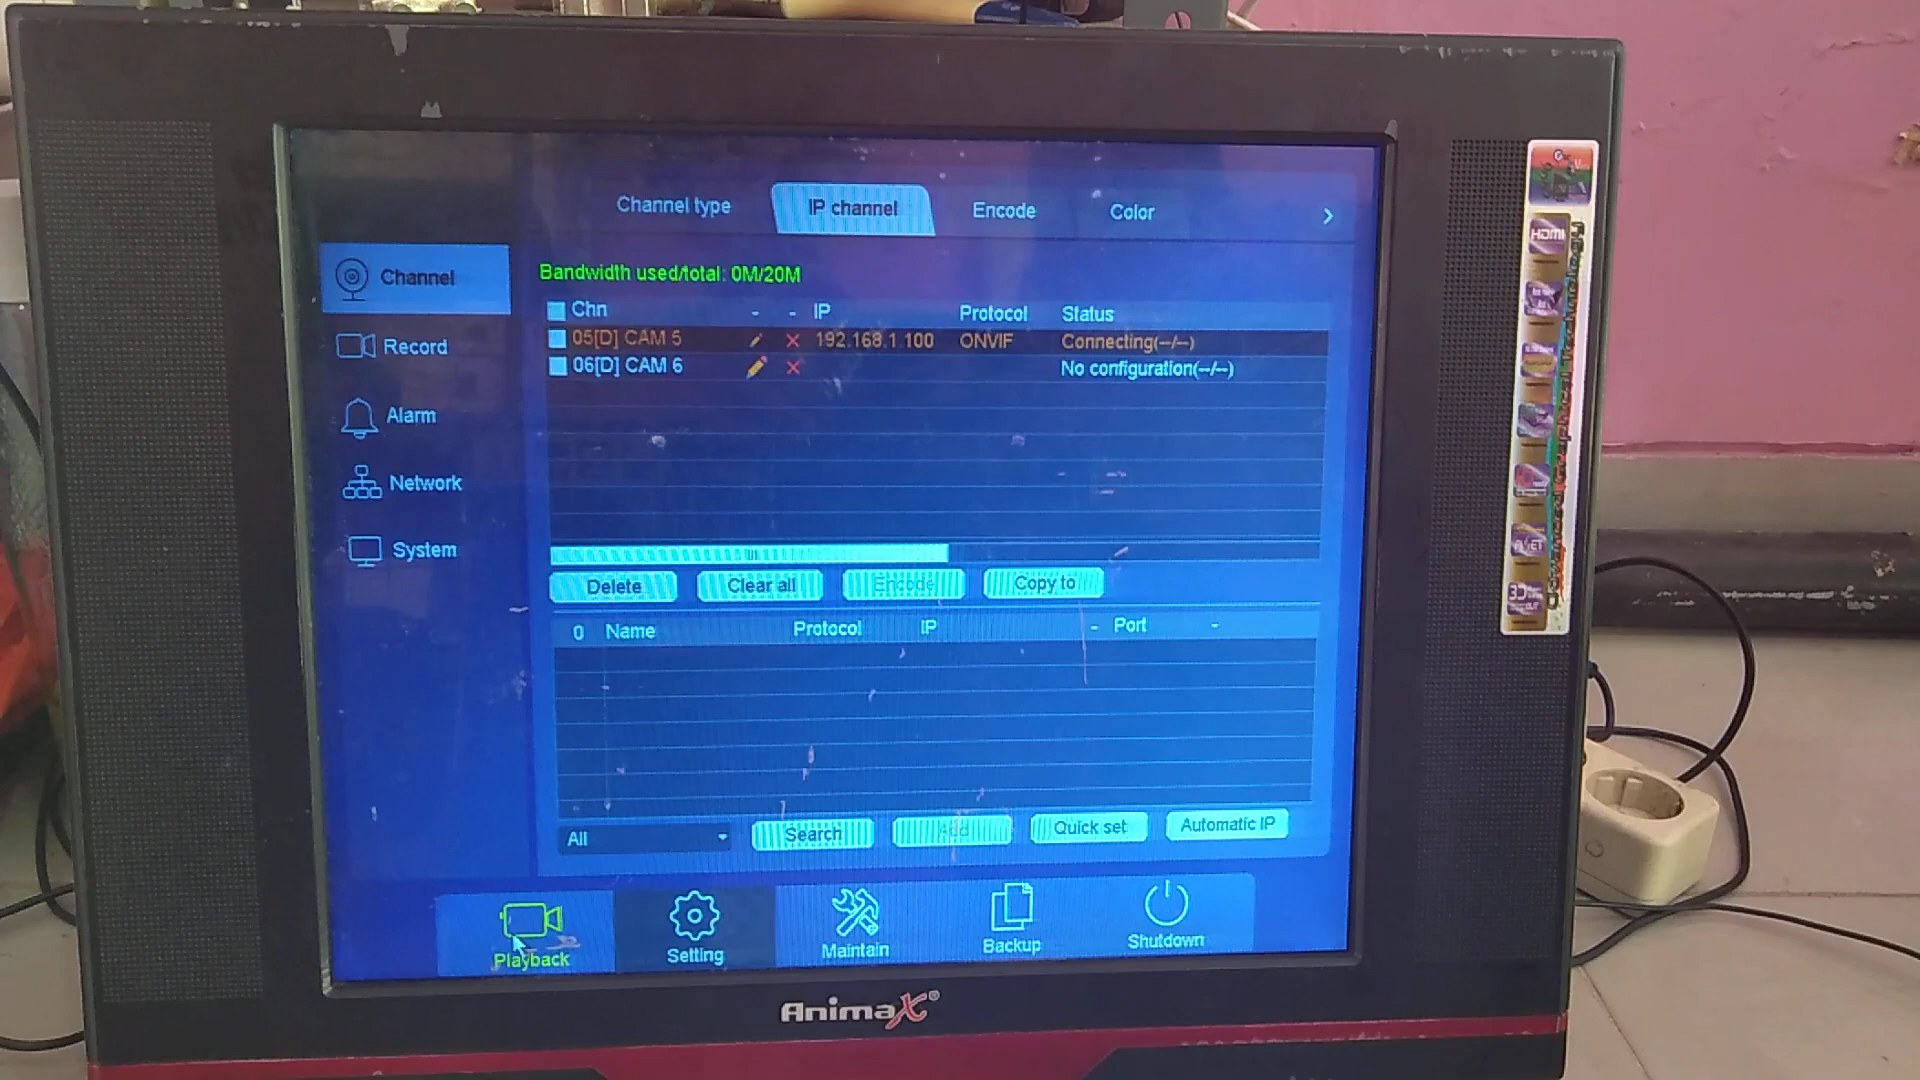 Channel type IP channel Encode Color >
Channel
Record
Alarm
Network
System
Bandwidth used/total: 0M/20M
Chn - - IP Protocol Status
05[D] CAM 5 192.168.1.100 ONVIF Connecting(--/--)
06[D] CAM 6 No configuration(--/--)
Delete Clear all Encode Copy to
0 Name Protocol IP - Port -
All Search Add Quick set Automatic IP
Playback Setting Maintain Backup Shutdown
AnimaX®
HDMI